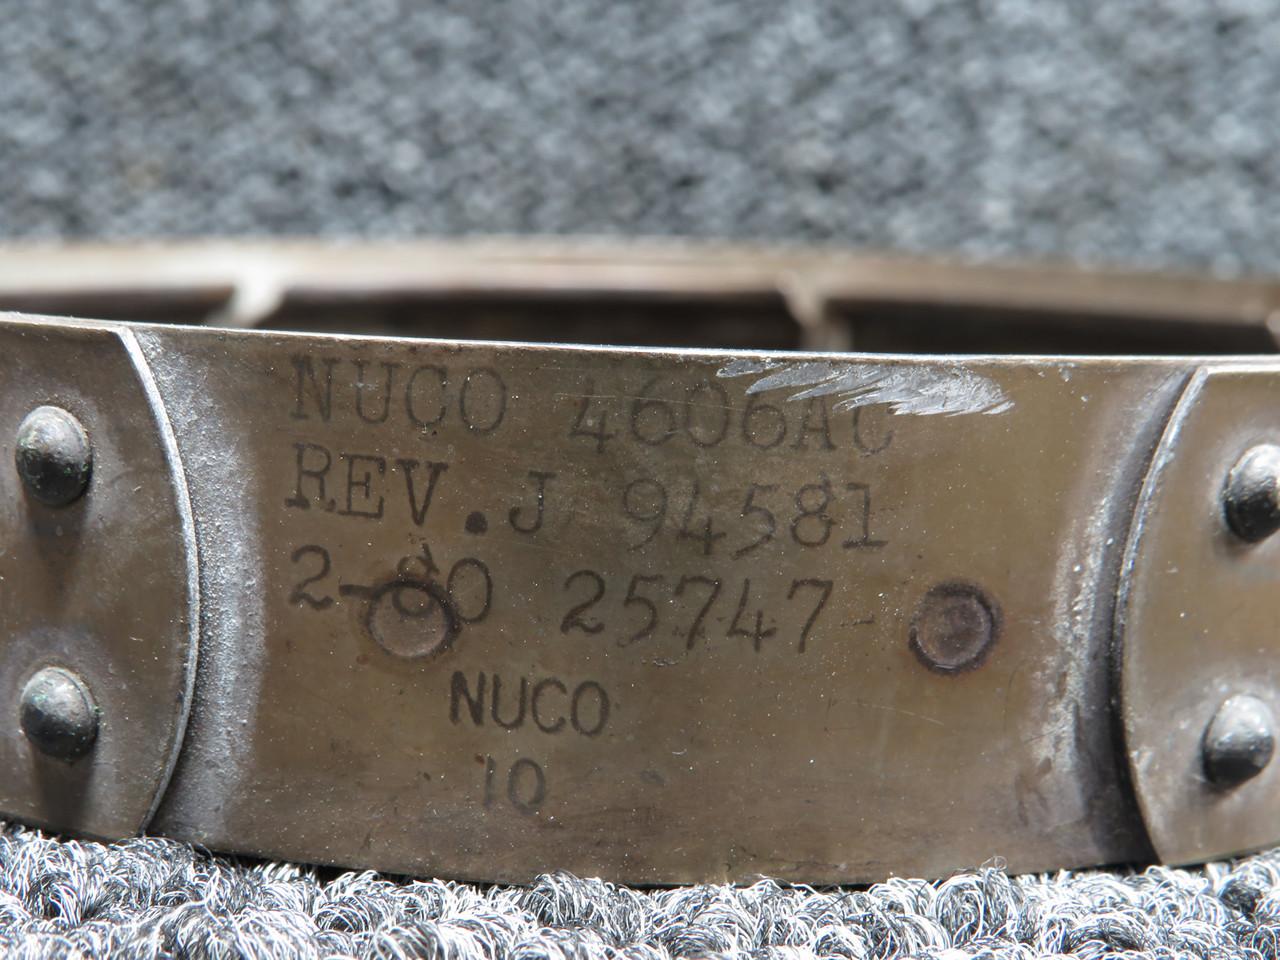 NUCO 4606AC
REV.J 94581
2-80 25747-
NUCO
10